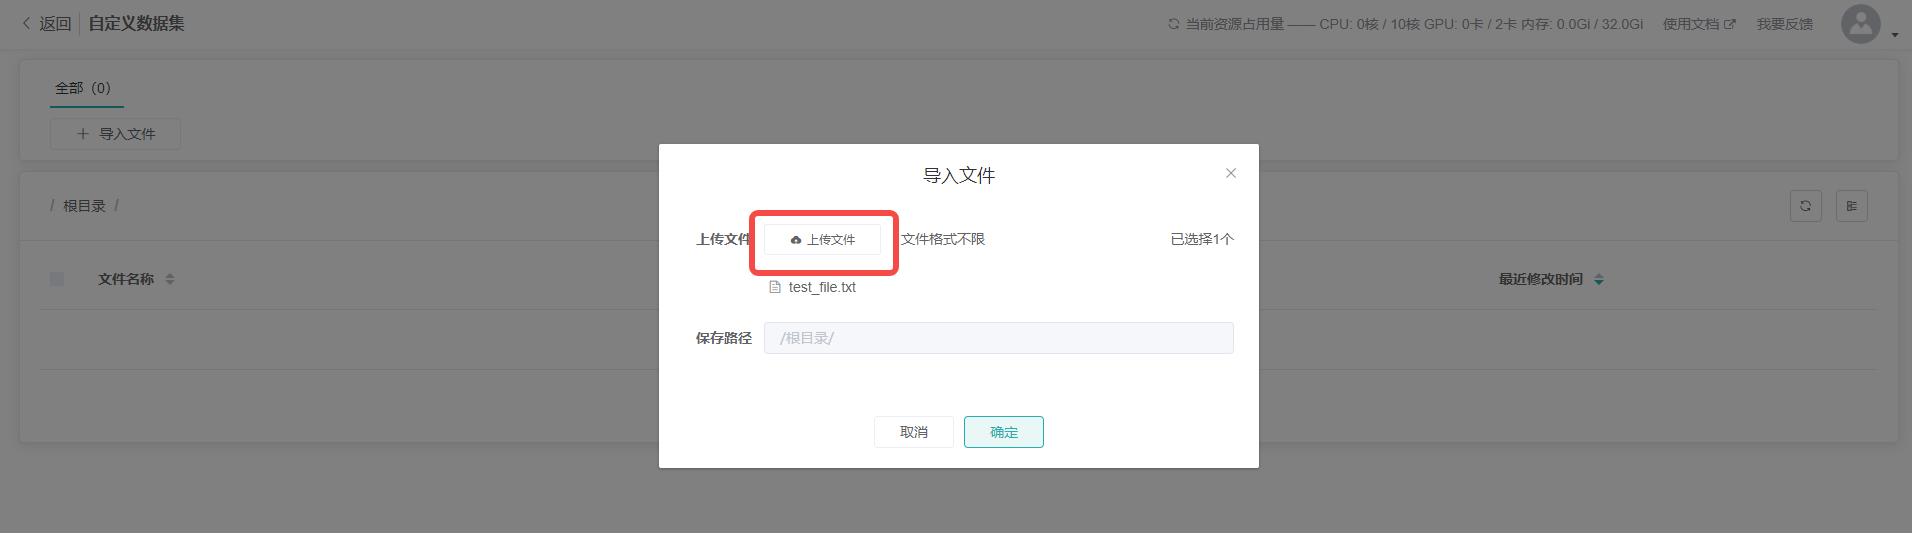 返回 自定义数据集 当前资源占用量 —— CPU: 0核 / 10核 GPU: 0卡 / 2卡 内存: 0.0Gi / 32.0Gi 使用文档 我要反馈
全部（0）
导入文件
导入文件
/ 根目录 /
上传文件 上传文件 文件格式不限 已选择1个
文件名称 最近修改时间
test_file.txt
保存路径 /根目录/
取消 确定